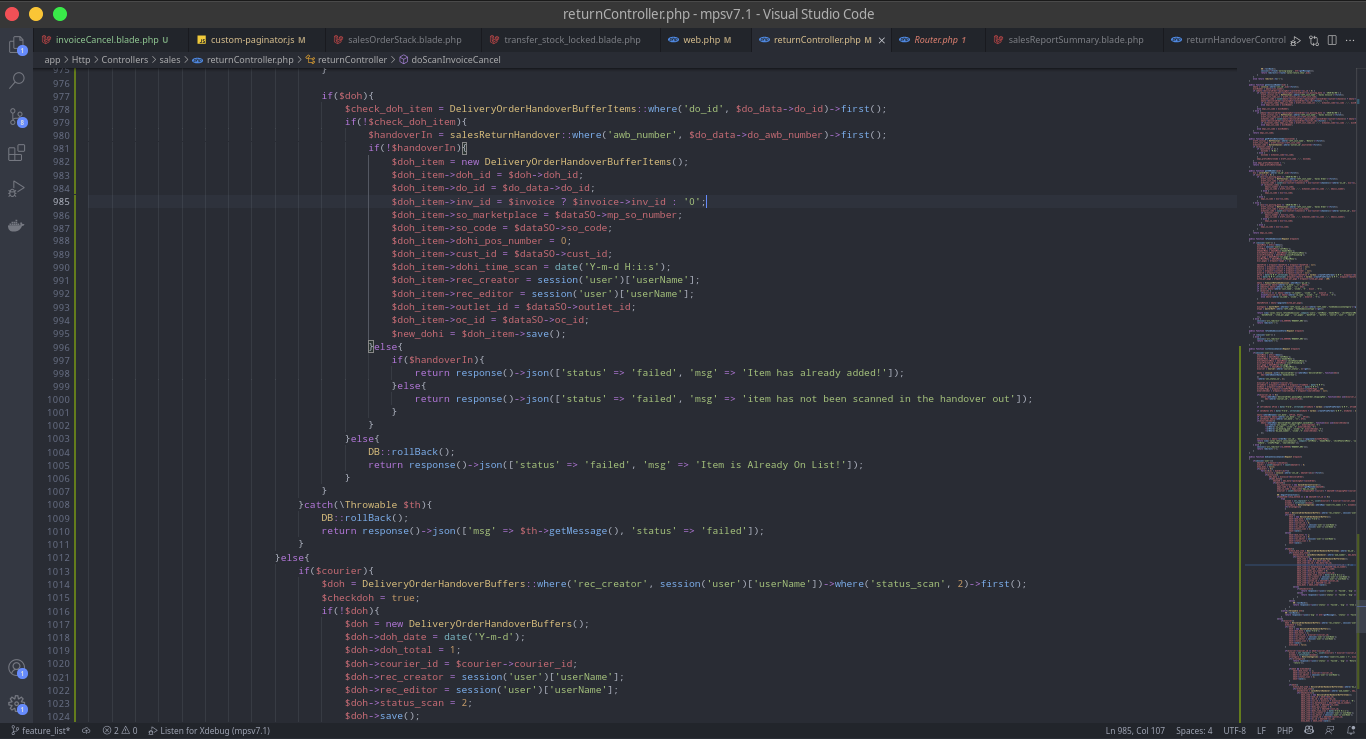 returnController.php - mpsv7.1 - Visual Studio Code
invoiceCancel.blade.php U custom-paginator.js M salesOrderStack.blade.php transfer_stock_locked.blade.php web.php M returnController.php M Router.php 1 salesReportSummary.blade.php returnHandoverControl
app > Http > Controllers > sales > returnController.php > returnController > doScanInvoiceCancel
975 }
976
977 if($doh){
978 $check_doh_item = DeliveryOrderHandoverBufferItems::where('do_id', $do_data->do_id)->first();
979 if(!$check_doh_item){
980 $handoverIn = salesReturnHandover::where('awb_number', $do_data->do_awb_number)->first();
981 if(!$handoverIn){
982 $doh_item = new DeliveryOrderHandoverBufferItems();
983 $doh_item->doh_id = $doh->doh_id;
984 $doh_item->do_id = $do_data->do_id;
985 $doh_item->inv_id = $invoice ? $invoice->inv_id : '0';
986 $doh_item->so_marketplace = $dataSO->mp_so_number;
987 $doh_item->so_code = $dataSO->so_code;
988 $doh_item->dohi_pos_number = 0;
989 $doh_item->cust_id = $dataSO->cust_id;
990 $doh_item->dohi_time_scan = date('Y-m-d H:i:s');
991 $doh_item->rec_creator = session('user')['userName'];
992 $doh_item->rec_editor = session('user')['userName'];
993 $doh_item->outlet_id = $dataSO->outlet_id;
994 $doh_item->oc_id = $dataSO->oc_id;
995 $new_dohi = $doh_item->save();
996 }else{
997 if($handoverIn){
998 return response()->json(['status' => 'failed', 'msg' => 'Item has already added!']);
999 }else{
1000 return response()->json(['status' => 'failed', 'msg' => 'item has not been scanned in the handover out']);
1001 }
1002 }
1003 }else{
1004 DB::rollBack();
1005 return response()->json(['status' => 'failed', 'msg' => 'Item is Already On List!']);
1006 }
1007 }
1008 }catch(\Throwable $th){
1009 DB::rollBack();
1010 return response()->json(['msg' => $th->getMessage(), 'status' => 'failed']);
1011 }
1012 }else{
1013 if($courier){
1014 $doh = DeliveryOrderHandoverBuffers::where('rec_creator', session('user')['userName'])->where('status_scan', 2)->first();
1015 $checkdoh = true;
1016 if(!$doh){
1017 $doh = new DeliveryOrderHandoverBuffers();
1018 $doh->doh_date = date('Y-m-d');
1019 $doh->doh_total = 1;
1020 $doh->courier_id = $courier->courier_id;
1021 $doh->rec_creator = session('user')['userName'];
1022 $doh->rec_editor = session('user')['userName'];
1023 $doh->status_scan = 2;
1024 $doh->save();
1
8
1
1
feature_list* 2 0 Listen for Xdebug (mpsv7.1) Ln 985, Col 107 Spaces: 4 UTF-8 LF PHP